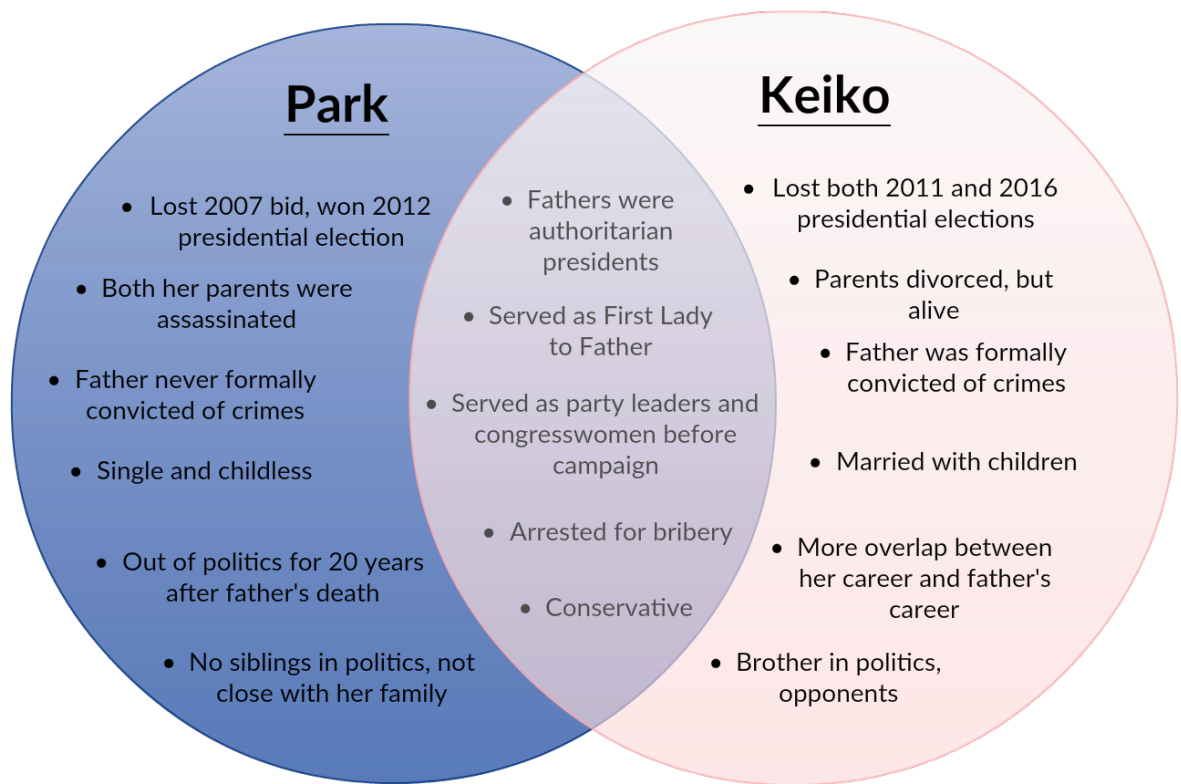 Park
• Lost 2007 bid, won 2012
presidential election
• Both her parents were
assassinated
• Father never formally
convicted of crimes
• Single and childless
• Out of politics for 20 years
after father's death
• No siblings in politics, not
close with her family
• Fathers were
authoritarian
presidents
• Served as First Lady
to Father
• Served as party leaders and
congresswomen before
campaign
• Arrested for bribery
• Conservative
Keiko
• Lost both 2011 and 2016
presidential elections
• Parents divorced, but
alive
• Father was formally
convicted of crimes
• Married with children
• More overlap between
her career and father's
career
• Brother in politics,
opponents